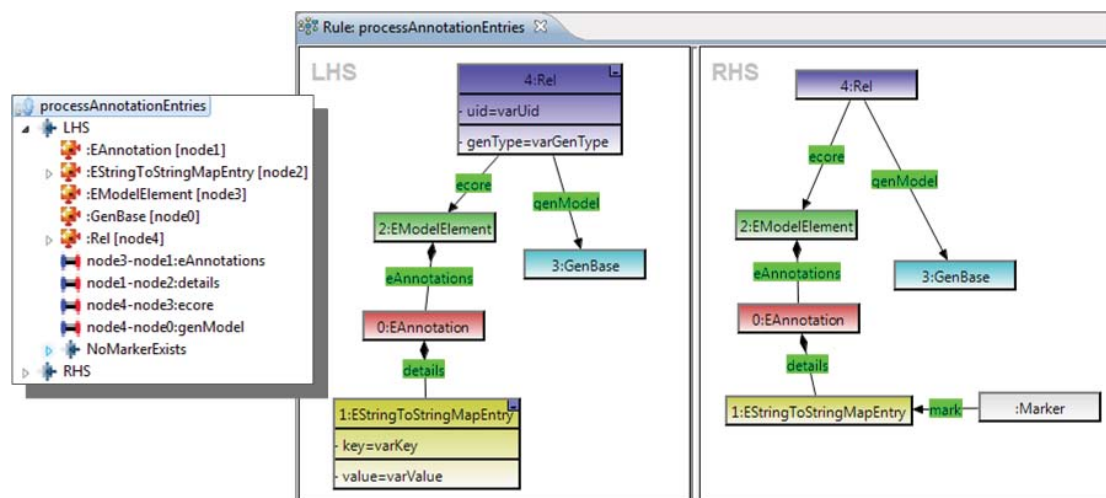 processAnnotationEntries
LHS
:EAnnotation [node1]
:EStringToStringMapEntry [node2]
:EModelElement [node3]
:GenBase [node0]
:Rel [node4]
node3-node1:eAnnotations
node1-node2:details
node4-node3:ecore
node4-node0:genModel
NoMarkerExists
RHS
Rule: processAnnotationEntries
LHS
4:Rel
- uid=varUid
- genType=varGenType
ecore
genModel
2:EModelElement
3:GenBase
eAnnotations
0:EAnnotation
details
1:EStringToStringMapEntry
- key=varKey
- value=varValue
RHS
4:Rel
ecore
genModel
2:EModelElement
3:GenBase
eAnnotations
0:EAnnotation
details
1:EStringToStringMapEntry
mark
:Marker